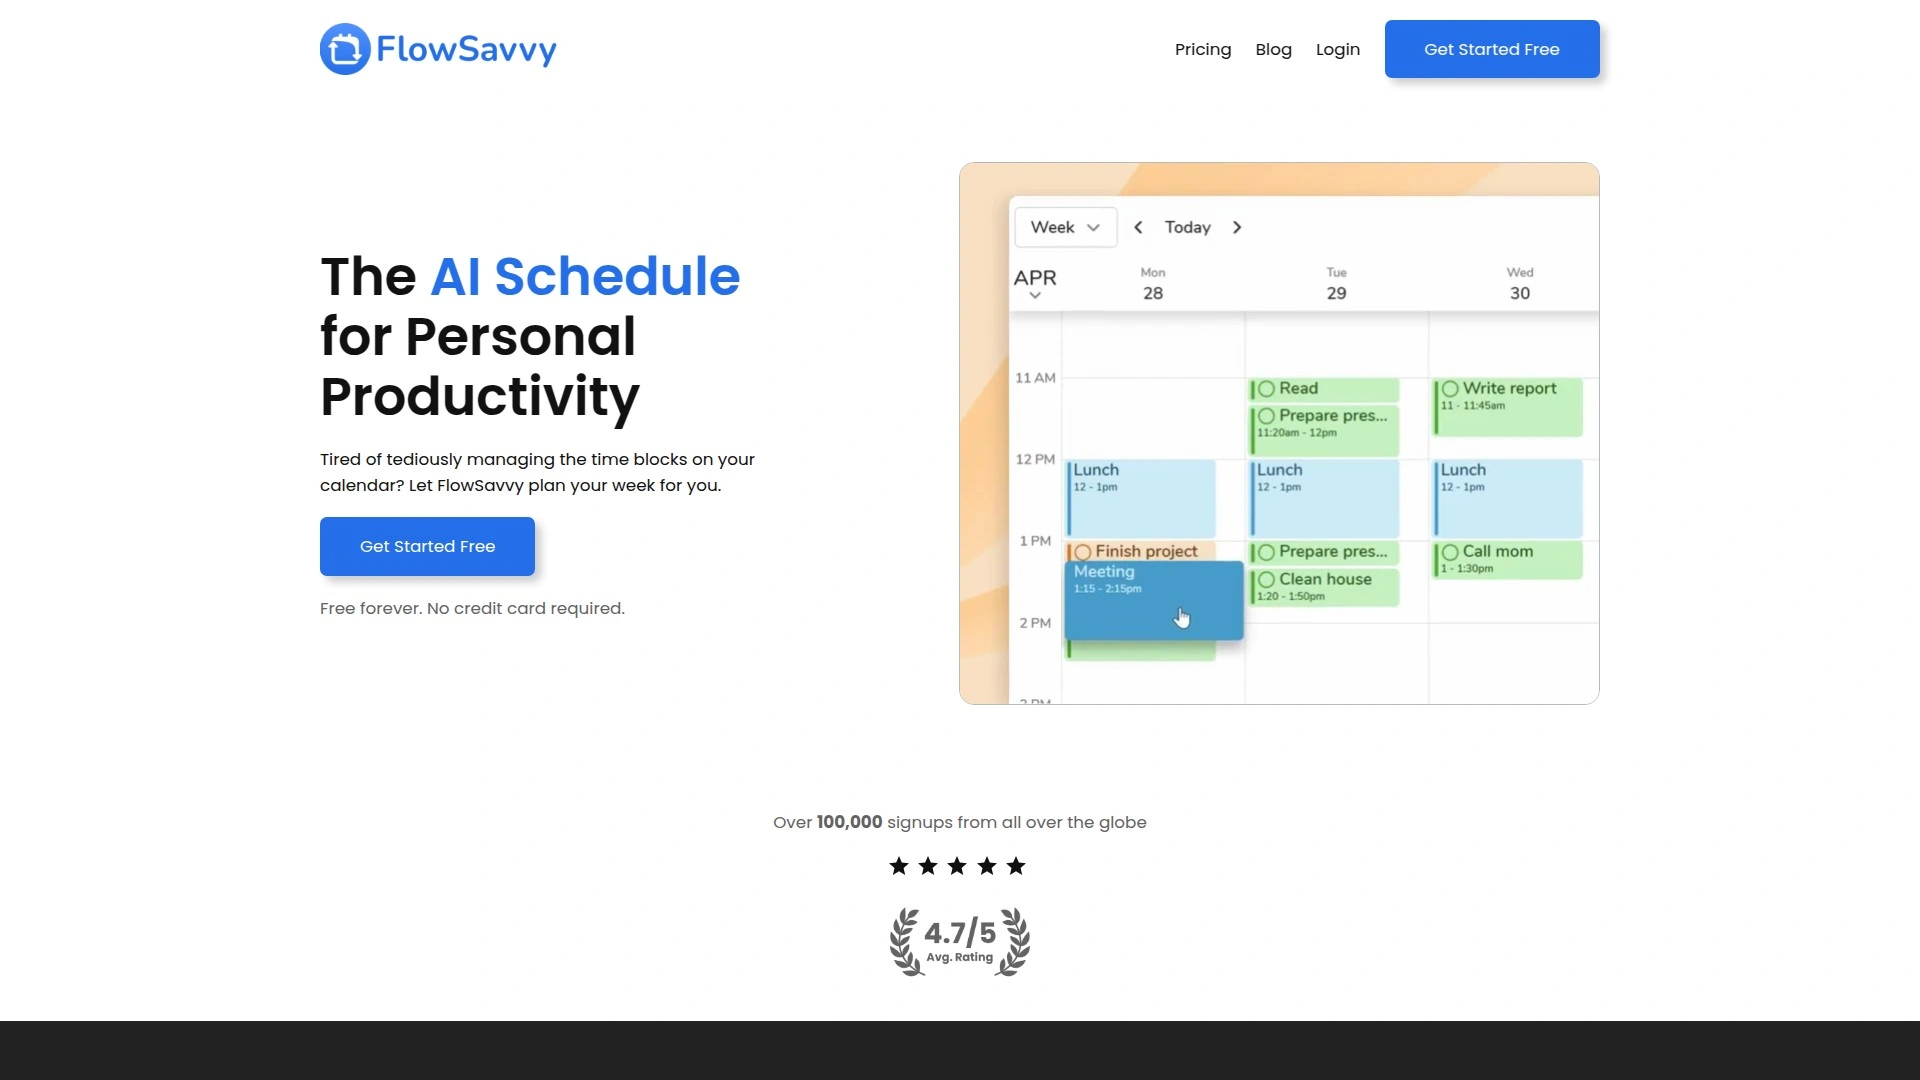 FlowSavvy
Pricing
Blog
Login
Get Started Free
The AI Schedule
for Personal
Productivity
Tired of tediously managing the time blocks on your
calendar? Let FlowSavvy plan your week for you.
Get Started Free
Free forever. No credit card required.
Week
Today
APR
Mon
28
Tue
29
Wed
30
11 AM
Read
Write report
11 - 11:45am
Prepare pres...
11:20am - 12pm
12 PM
Lunch
12 - 1pm
Lunch
12 - 1pm
Lunch
12 - 1pm
1 PM
Finish project
Prepare pres...
Call mom
1 - 1:30pm
Meeting
1:15 - 2:15pm
Clean house
1:20 - 1:50pm
2 PM
Over 100,000 signups from all over the globe
4.7/5
Avg. Rating